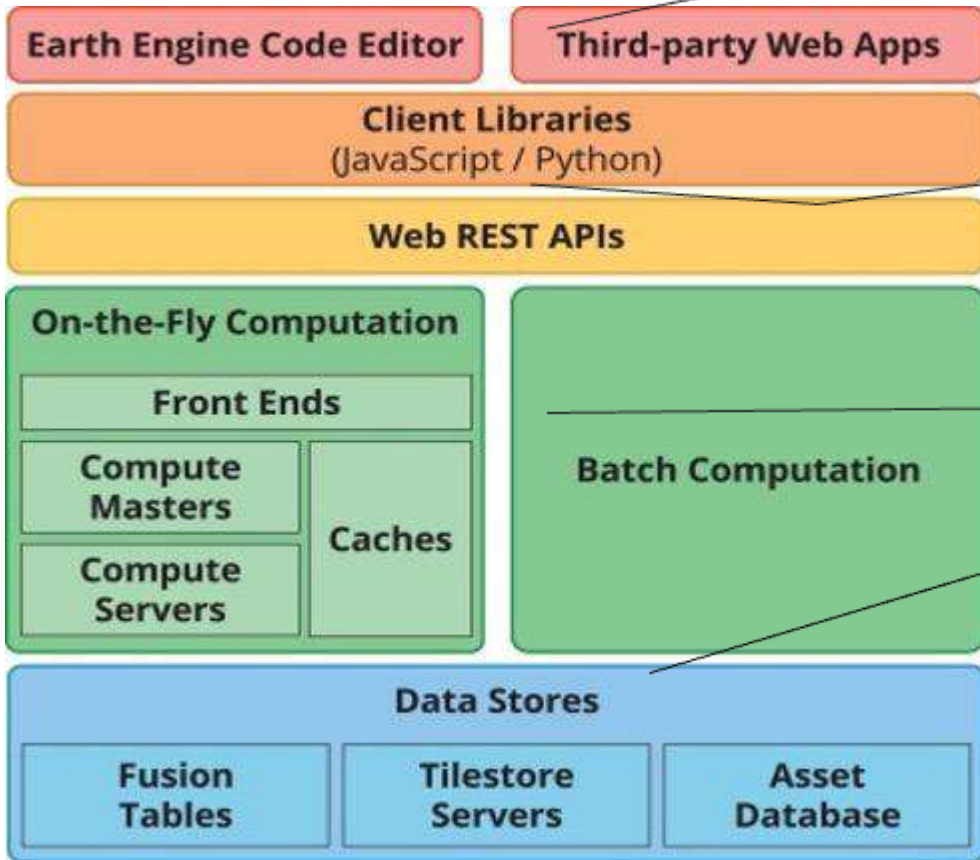 Earth Engine Code Editor
Third-party Web Apps
Client Libraries
(JavaScript / Python)
Web REST APIs
On-the-Fly Computation
Front Ends
Compute
Masters
Caches
Compute
Servers
Batch Computation
Data Stores
Fusion
Tables
Tilestore
Servers
Asset
Database